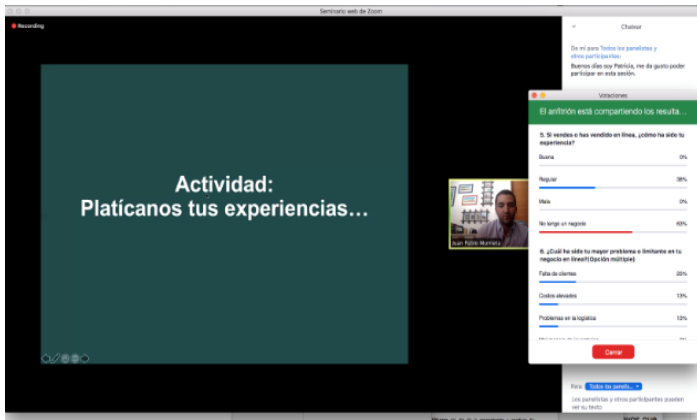 Seminario web de Zoom
Recording
Actividad:
Platícanos tus experiencias...
Juan Pablo Murrieta
Chatear
De mí para Todos los panelistas y
otros participantes:
Buenos días soy Patricia, me da gusto poder
participar en esta sesión.
Votaciones
El anfitrión está compartiendo los resulta...
5. Si vendes o has vendido en línea, ¿cómo ha sido tu
experiencia?
Buena 0%
Regular 38%
Mala 0%
No tengo un negocio 63%
6. ¿Cuál ha sido tu mayor problema o limitante en tu
negocio en línea?(Opción múltiple)
Falta de clientes
Costos elevados 13%
Problemas en la logística 13%
Cerrar
Para: Todos los panelis...
Los panelistas y otros participantes pueden
ver su texto